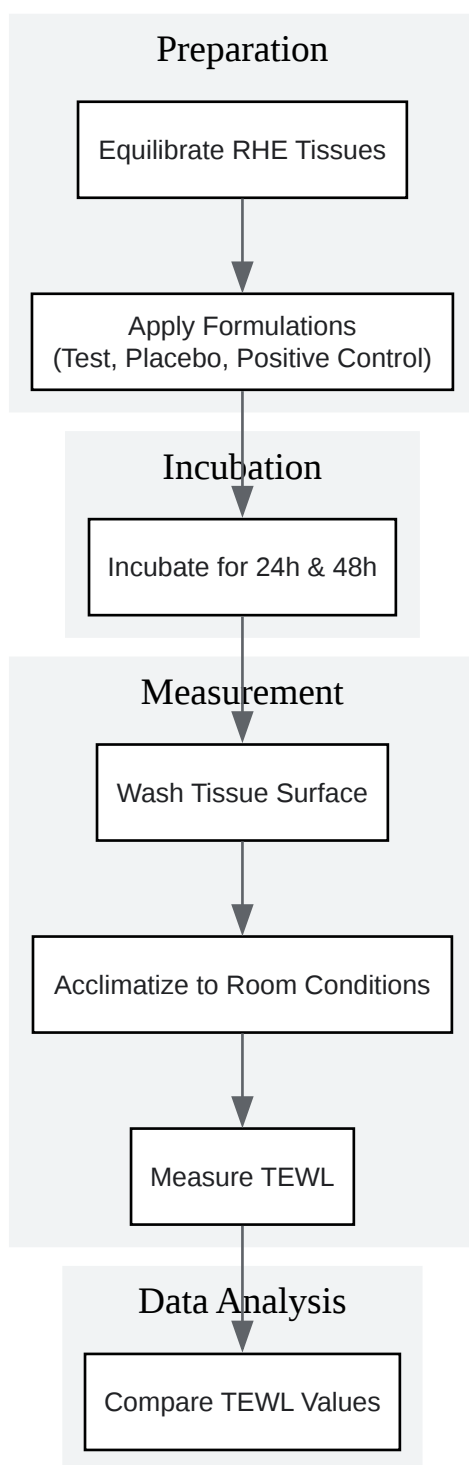 Preparation
Equilibrate RHE Tissues
Apply Formulations
(Test, Placebo, Positive Control)
Incubation
Incubate for 24h & 48h
Measurement
Wash Tissue Surface
Acclimatize to Room Conditions
Measure TEWL
Data Analysis
Compare TEWL Values